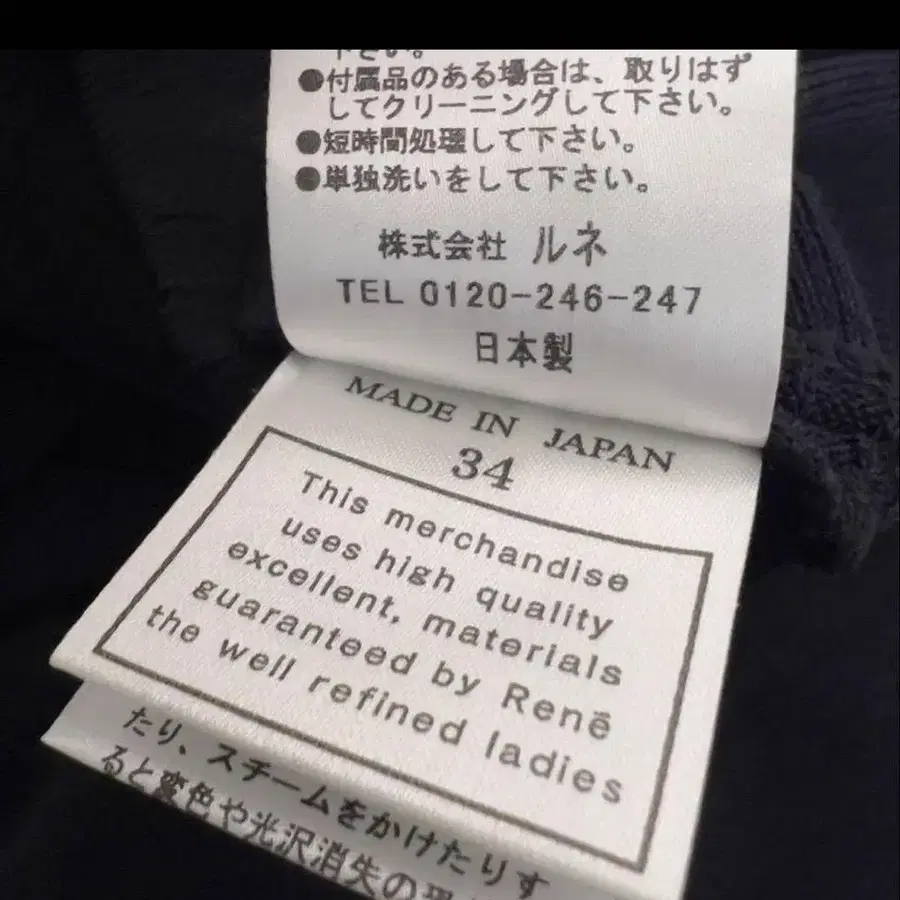 下さい。
●付属品のある場合は、取りはず
してクリーニングして下さい。
●短時間処理して下さい。
●単独洗いをして下さい。
株式会社 ルネ
TEL 0120-246-247
日本製
MADE IN JAPAN
34
This merchandise
uses high quality
excellent, materials
guaranteed by Renē
the well refined ladies
たり、スチームをかけたりす
ると変色や光沢消失の